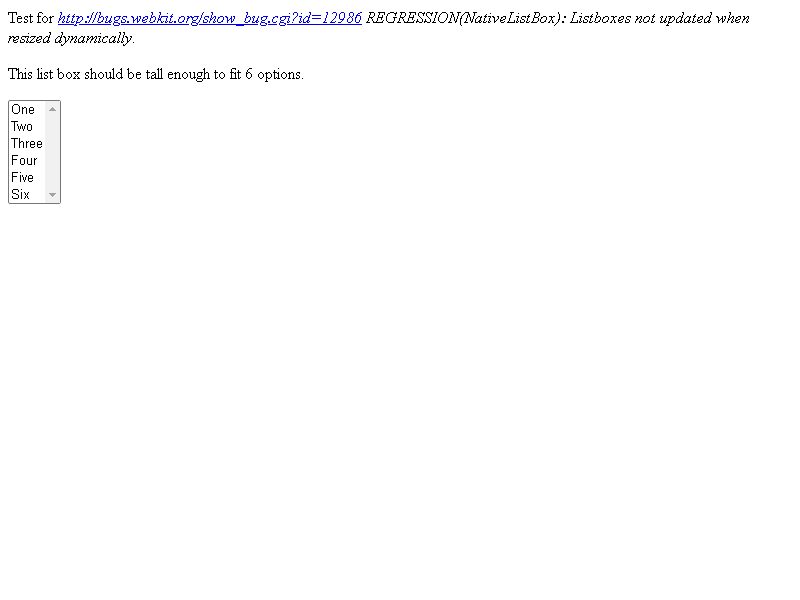 Test for http://bugs.webkit.org/show_bug.cgi?id=12986 REGRESSION(NativeListBox): Listboxes not updated when
resized dynamically.
This list box should be tall enough to fit 6 options.
One
Two
Three
Four
Five
Six